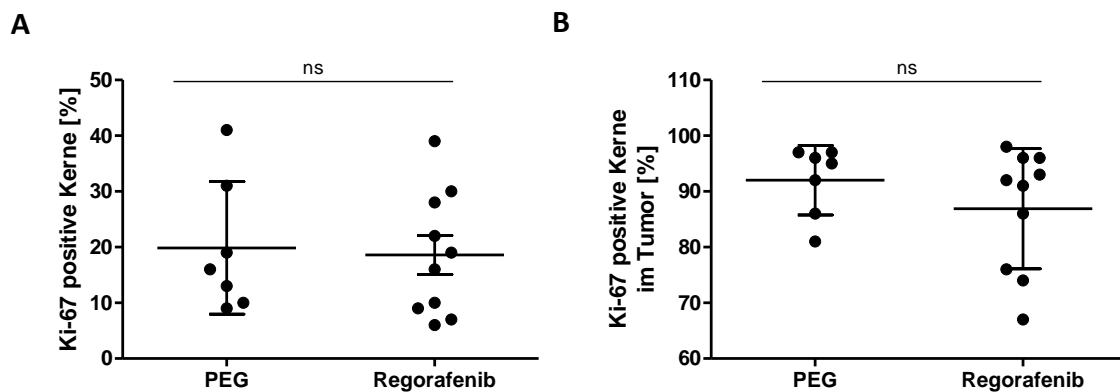 A
ns
Ki-67 positive Kerne [%]
50
40
30
20
10
0
PEG
Regorafenib
B
ns
Ki-67 positive Kerne
im Tumor [%]
110
100
90
80
70
60
PEG
Regorafenib